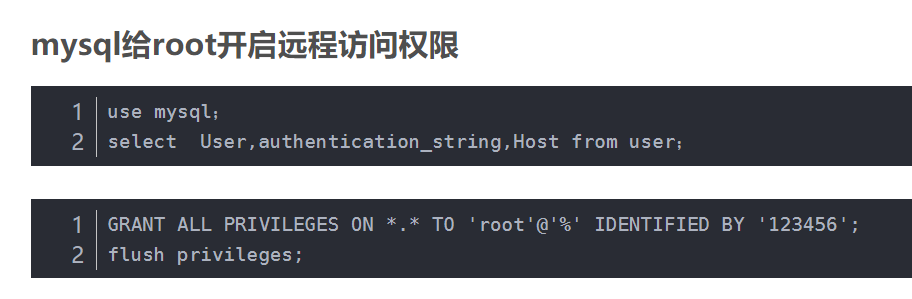 mysql给root开启远程访问权限
1 use mysql；
2 select  User,authentication_string,Host from user；
1 GRANT ALL PRIVILEGES ON *.* TO 'root'@'%' IDENTIFIED BY '123456';
2 flush privileges;